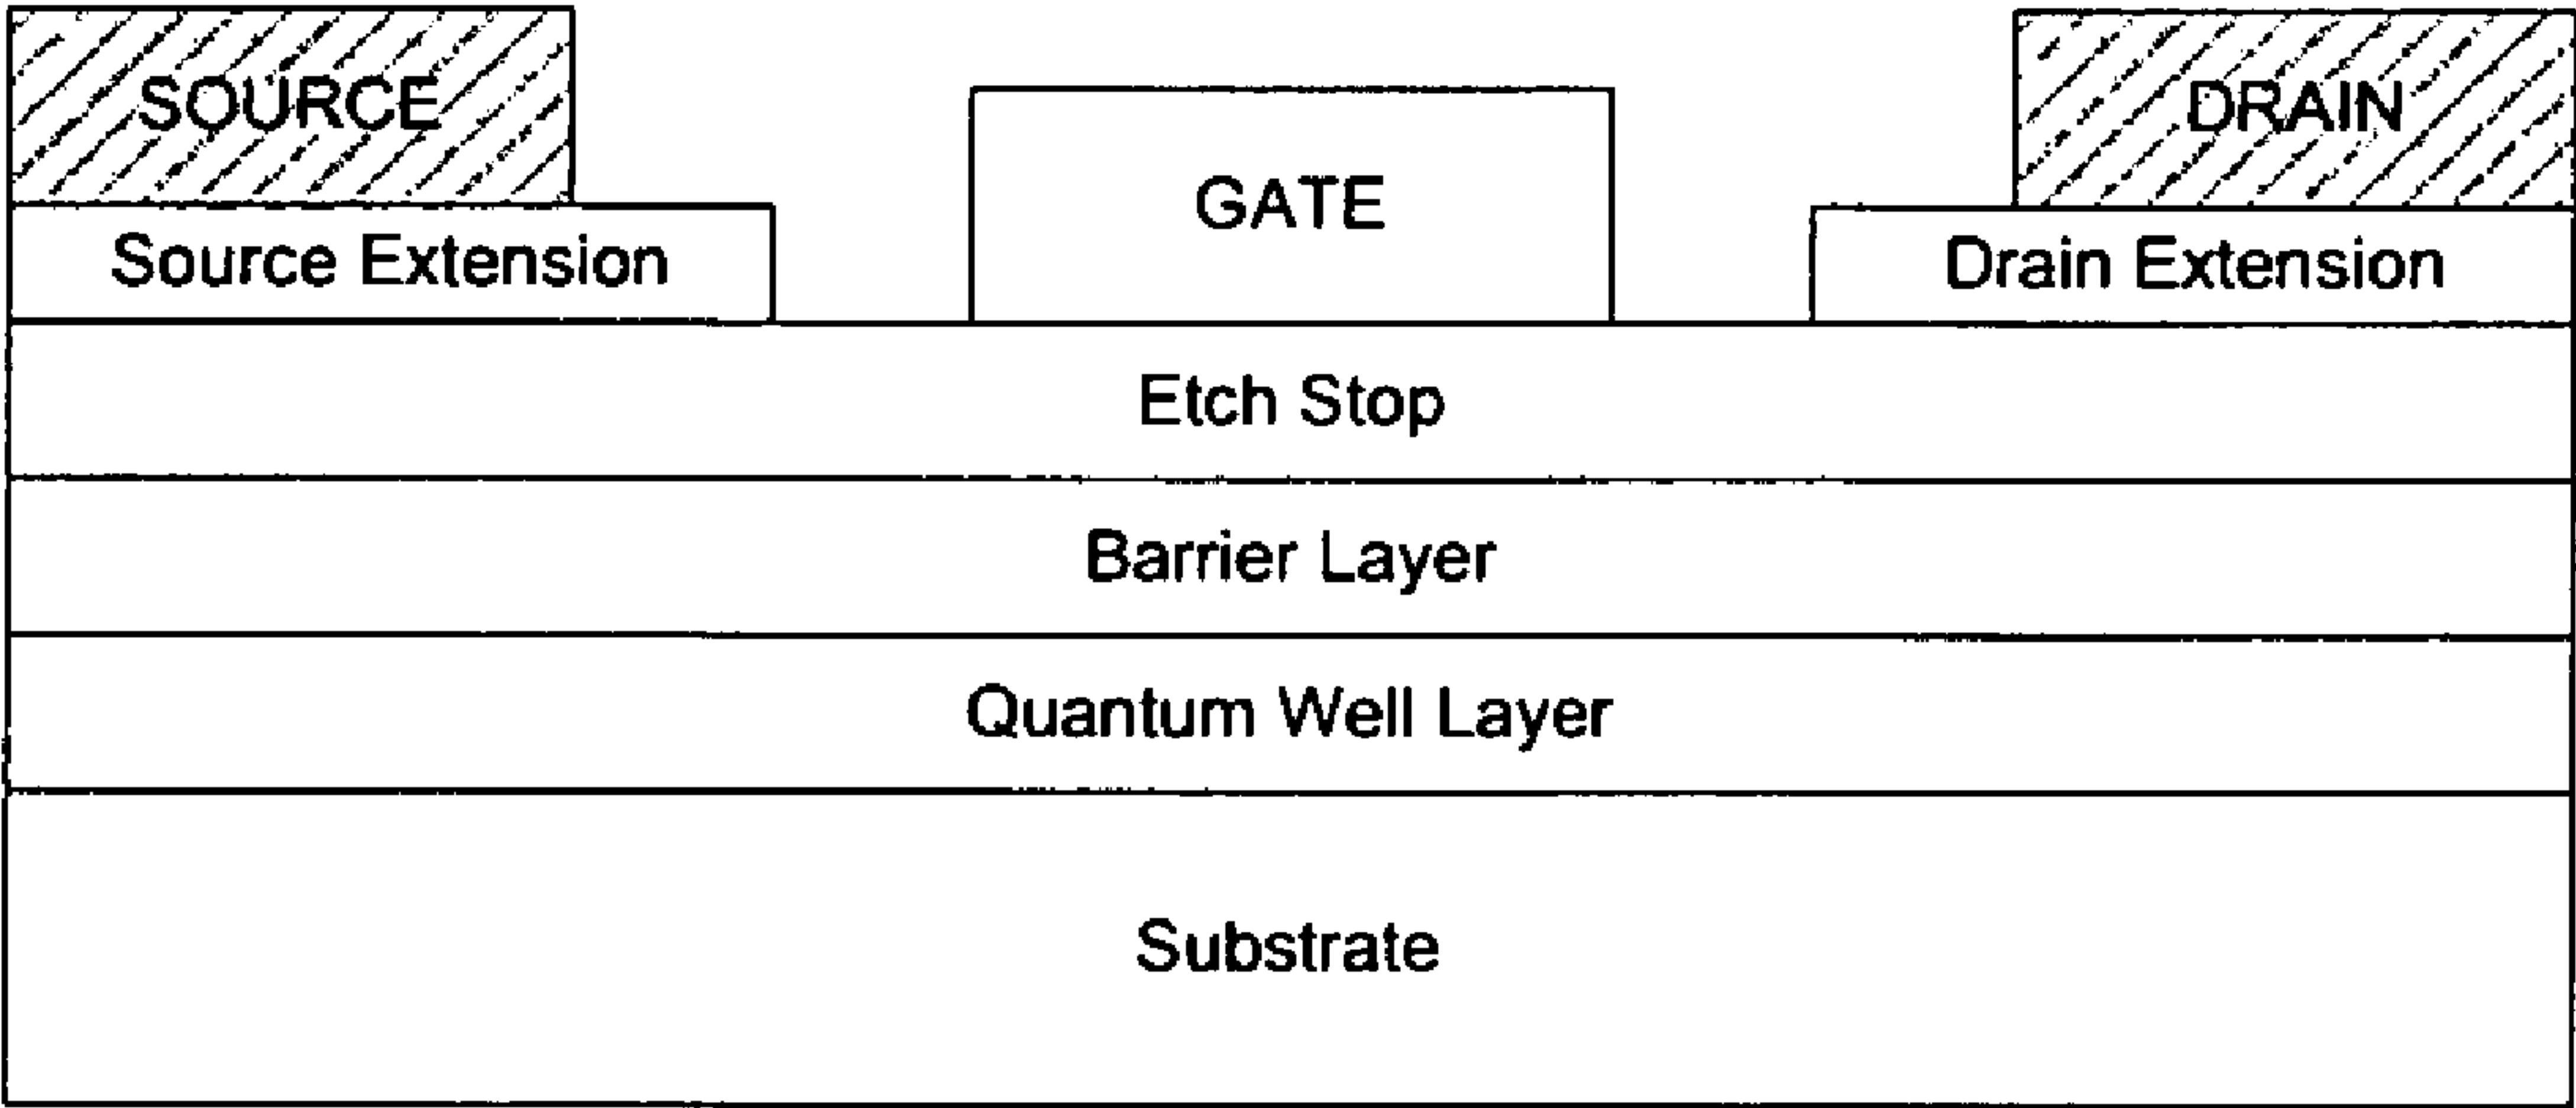 SOURCE
DRAIN
GATE
Source Extension
Drain Extension
Etch Stop
Barrier Layer
Quantum Well Layer
Substrate